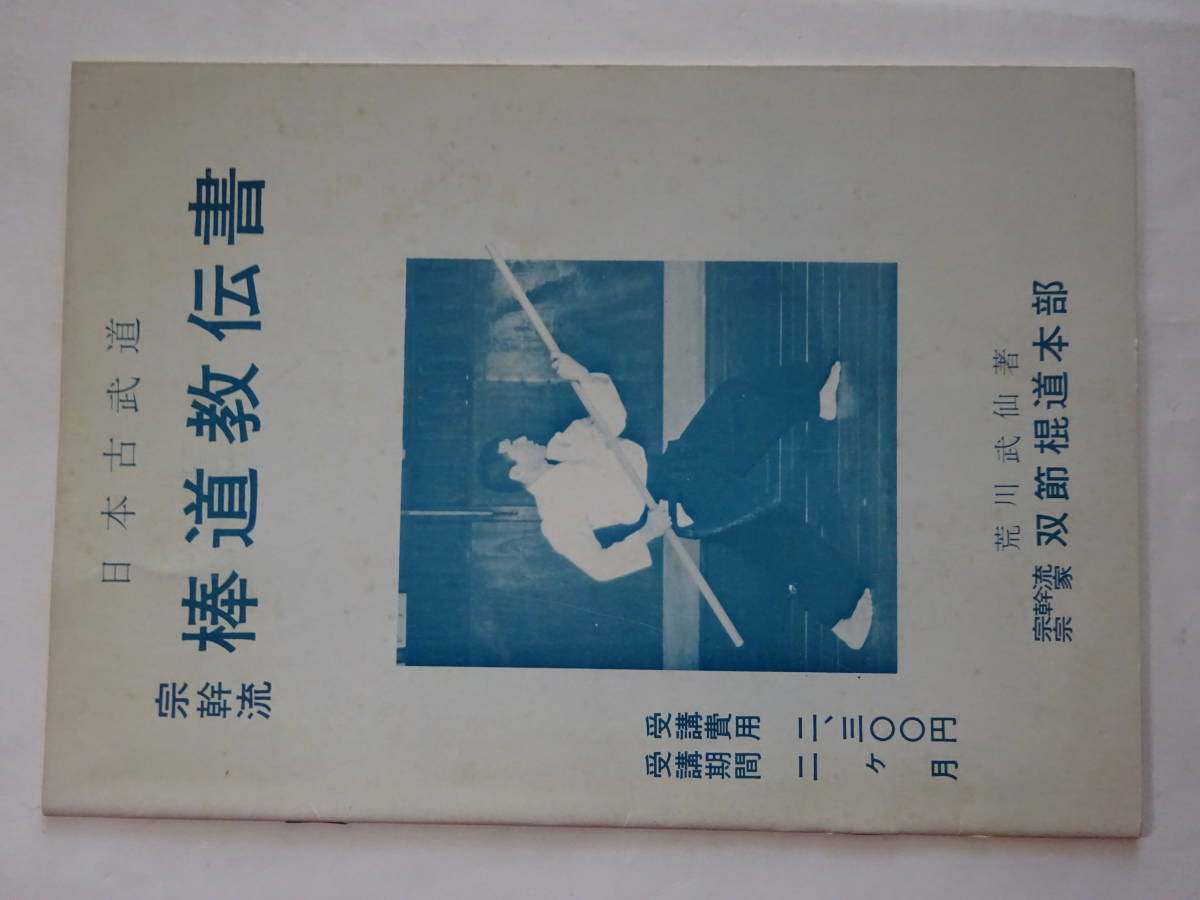 日本古武道
宗幹流 棒道教伝書
受講費用 二、三〇〇円
受講期間 二ケ月
荒川武仙著
宗幹流宗家 双節棍道本部